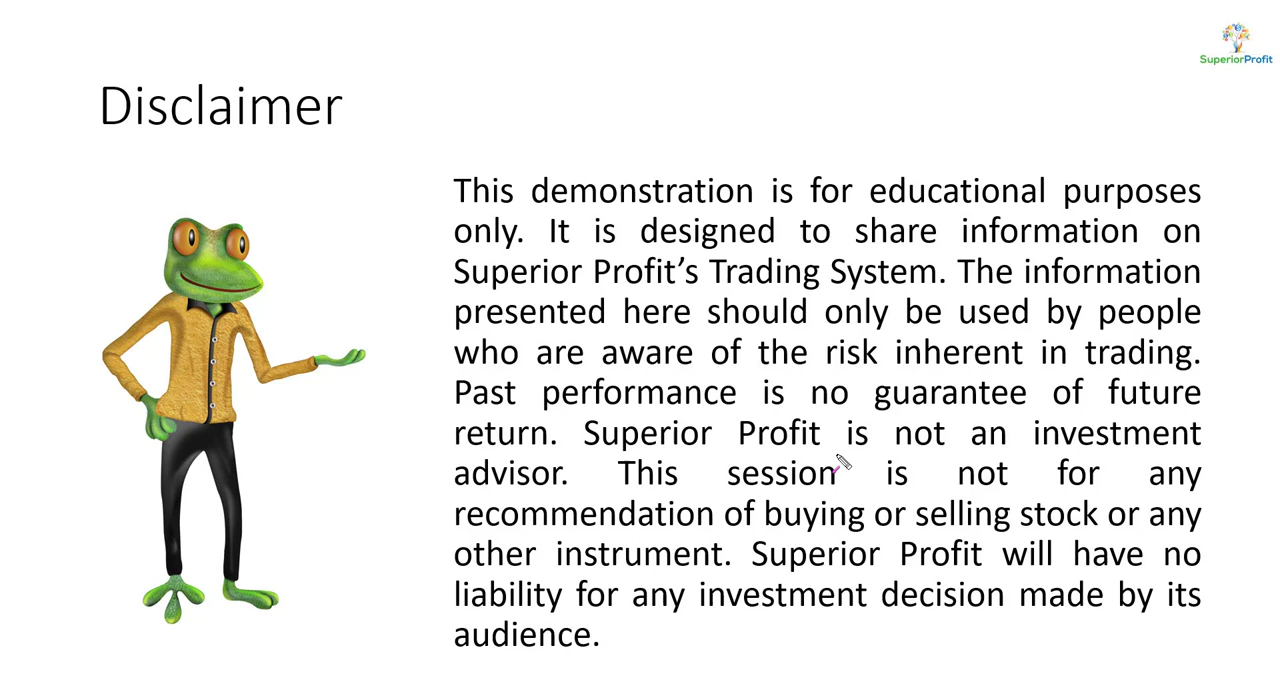 SuperiorProfit
Disclaimer
This demonstration is for educational purposes
only. It is designed to share information on
Superior Profit’s Trading System. The information
presented here should only be used by people
who are aware of the risk inherent in trading.
Past performance is no guarantee of future
return. Superior Profit is not an investment
advisor. This session is not for any
recommendation of buying or selling stock or any
other instrument. Superior Profit will have no
liability for any investment decision made by its
audience.